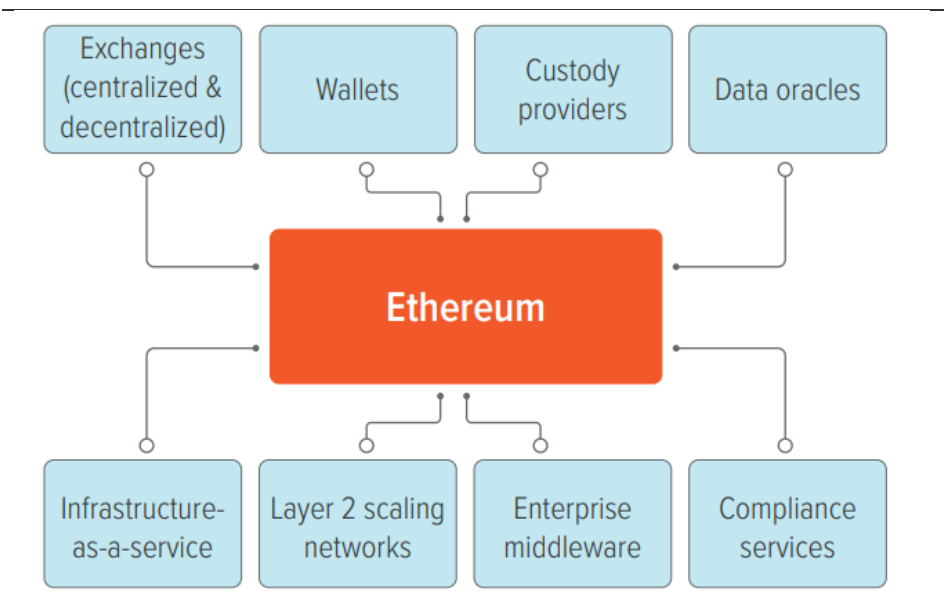 Exchanges
(centralized &
decentralized)
Wallets
Custody
providers
Data oracles
Ethereum
Infrastructure-
as-a-service
Layer 2 scaling
networks
Enterprise
middleware
Compliance
services